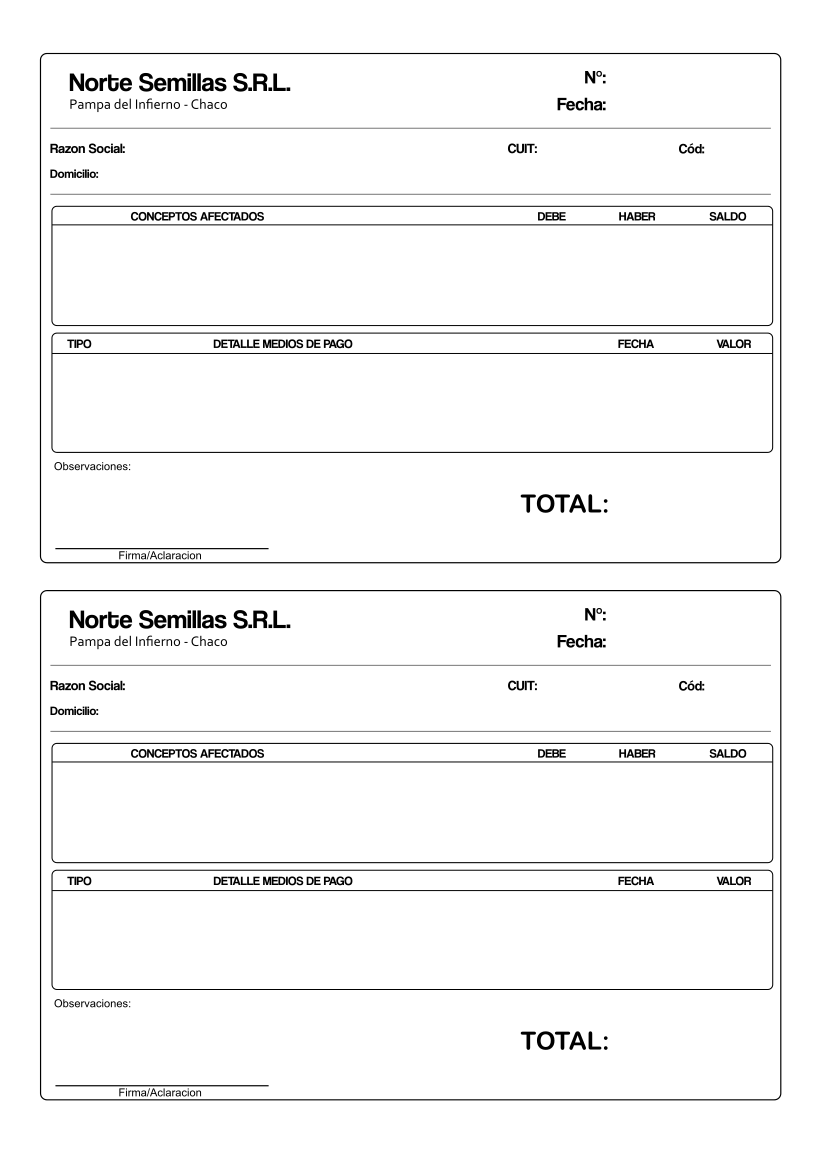 Norte Semillas S.R.L.
Pampa del Infierno - Chaco
Nº:
Fecha:
Razon Social: CUIT: Cód:
Domicilio:
CONCEPTOS AFECTADOS DEBE HABER SALDO
TIPO DETALLE MEDIOS DE PAGO FECHA VALOR
Observaciones:
TOTAL:
Firma/Aclaracion
Norte Semillas S.R.L.
Pampa del Infierno - Chaco
Nº:
Fecha:
Razon Social: CUIT: Cód:
Domicilio:
CONCEPTOS AFECTADOS DEBE HABER SALDO
TIPO DETALLE MEDIOS DE PAGO FECHA VALOR
Observaciones:
TOTAL:
Firma/Aclaracion